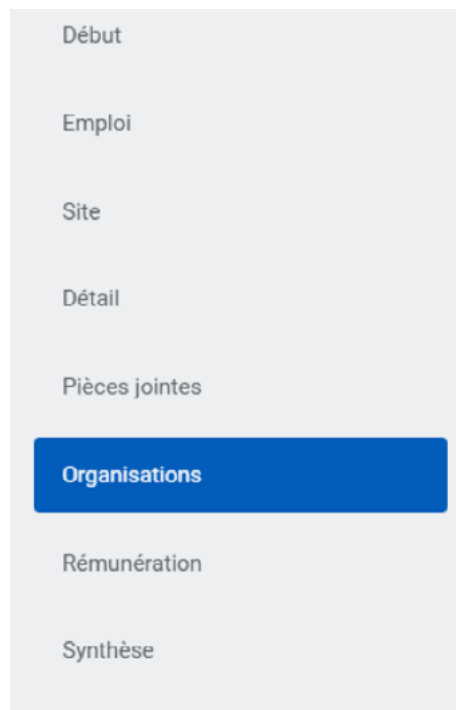 Début
Emploi
Site
Détail
Pièces jointes
Organisations
Rémunération
Synthèse